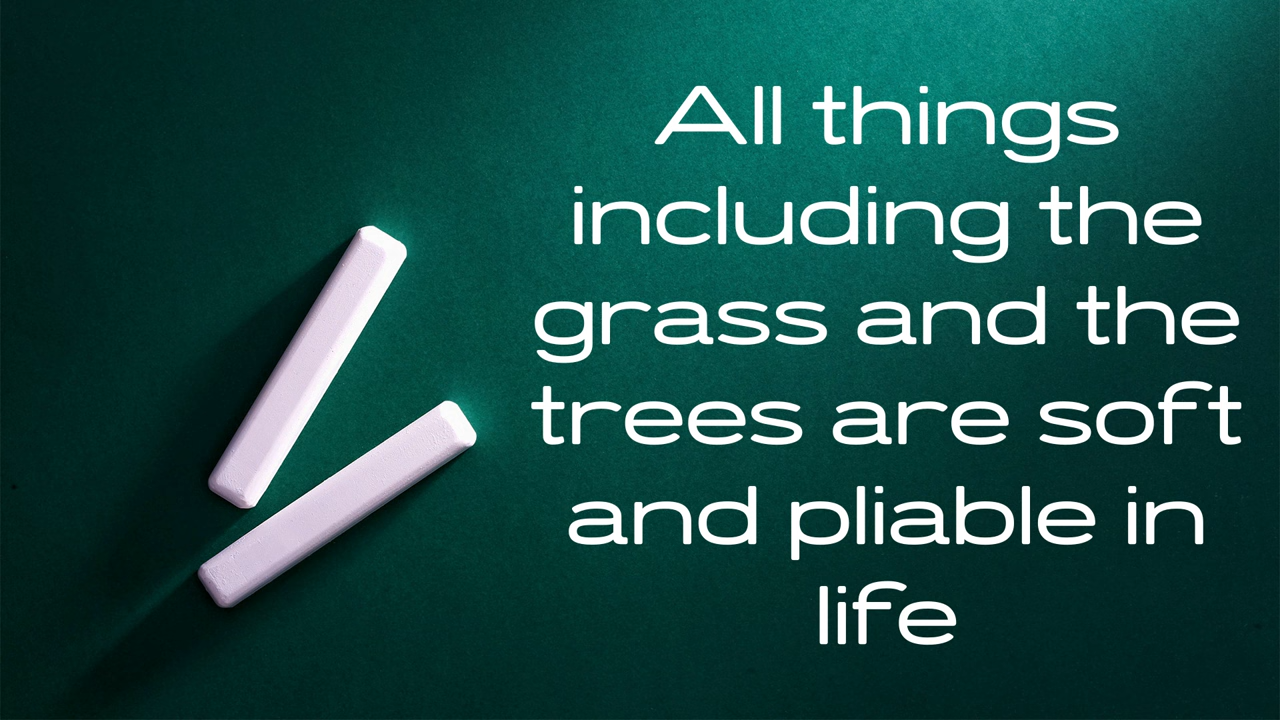 All things
including the
grass and the
trees are soft
and pliable in
life